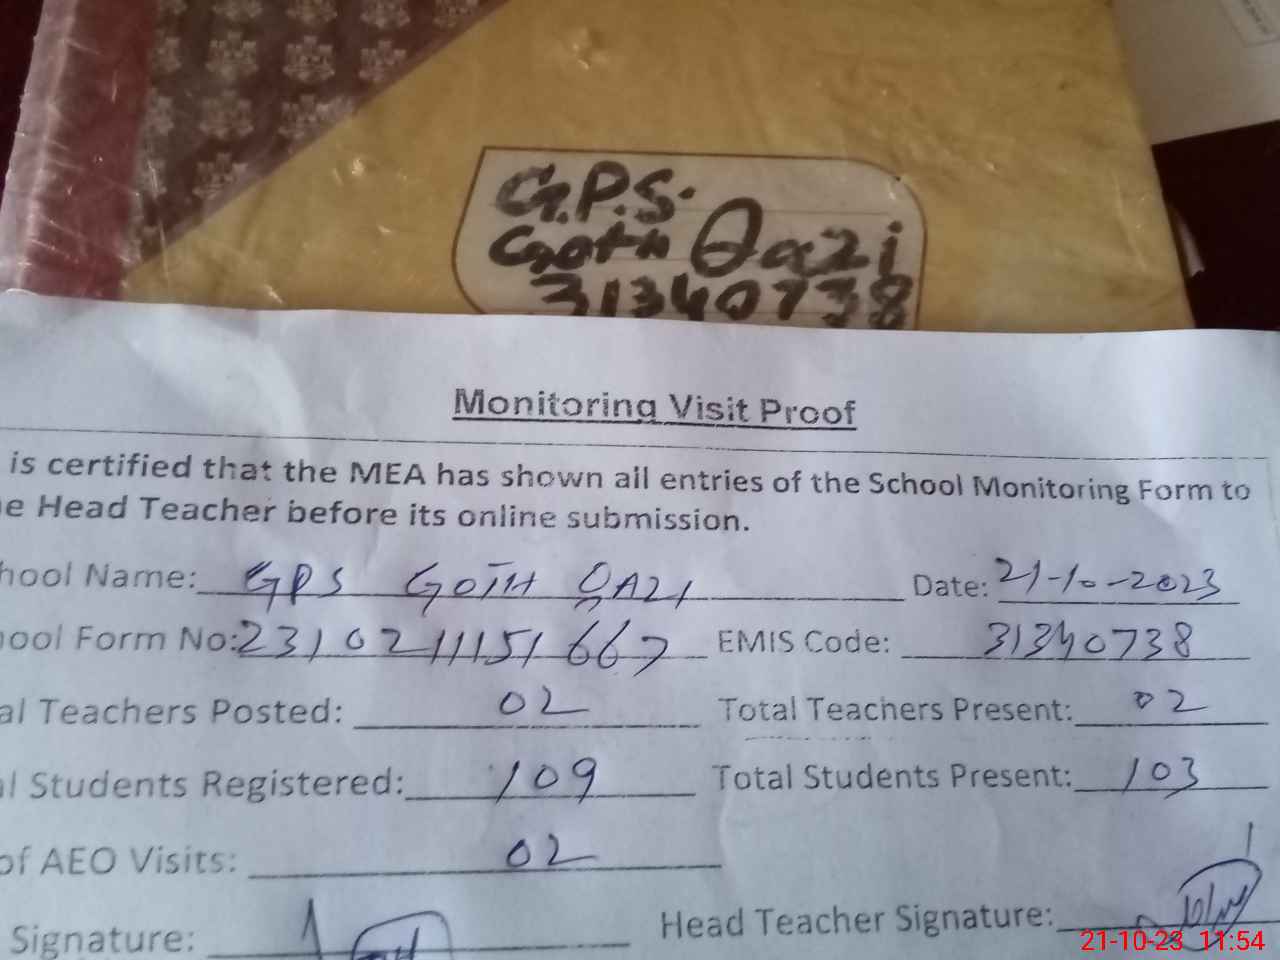 G.P.S.
Goth Qazi
31340738
Monitoring Visit Proof
is certified that the MEA has shown all entries of the School Monitoring Form to
e Head Teacher before its online submission.
hool Name: GPS GOTH QAZI Date: 21-10-2023
ool Form No: 2310211151667 EMIS Code: 31340738
al Teachers Posted: 02 Total Teachers Present: 02
l Students Registered: 109 Total Students Present: 103
of AEO Visits: 02
Signature: Head Teacher Signature:
21-10-23 11:54